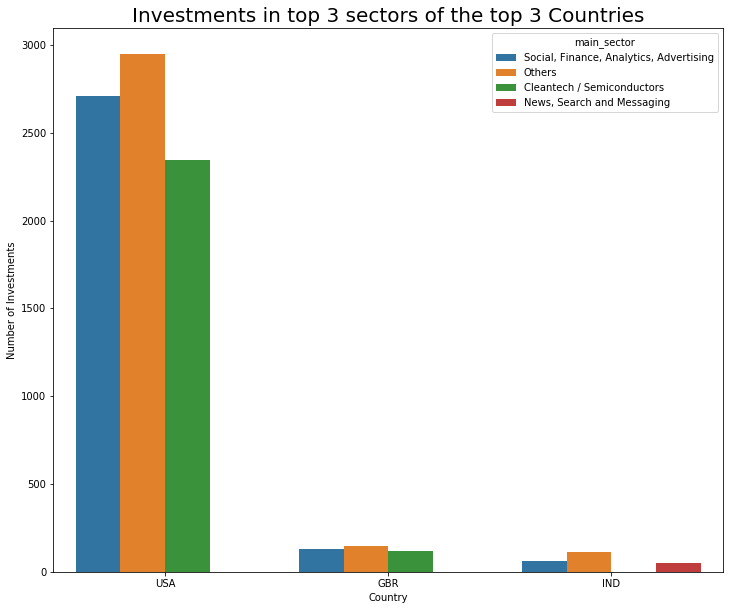 Investments in top 3 sectors of the top 3 Countries
main_sector
Social, Finance, Analytics, Advertising
Others
Cleantech / Semiconductors
News, Search and Messaging
Number of Investments
3000
2500
2000
1500
1000
500
0
USA GBR IND
Country